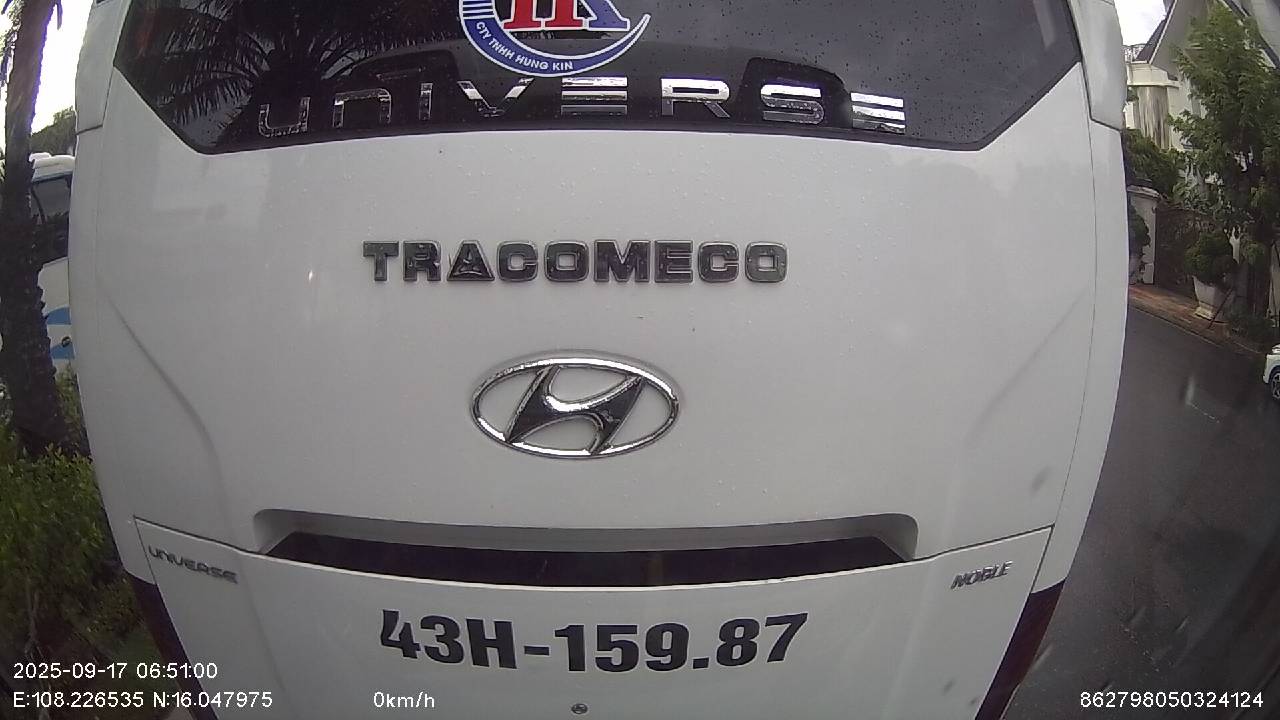 CTY TNHH HUNG KIN
UNIVERSE
TRACOMECO
UNIVERSE
NOBLE
43H-159.87
2025-09-17 06:51:00
E:108.226535 N:16.047975
0km/h
862798050324124